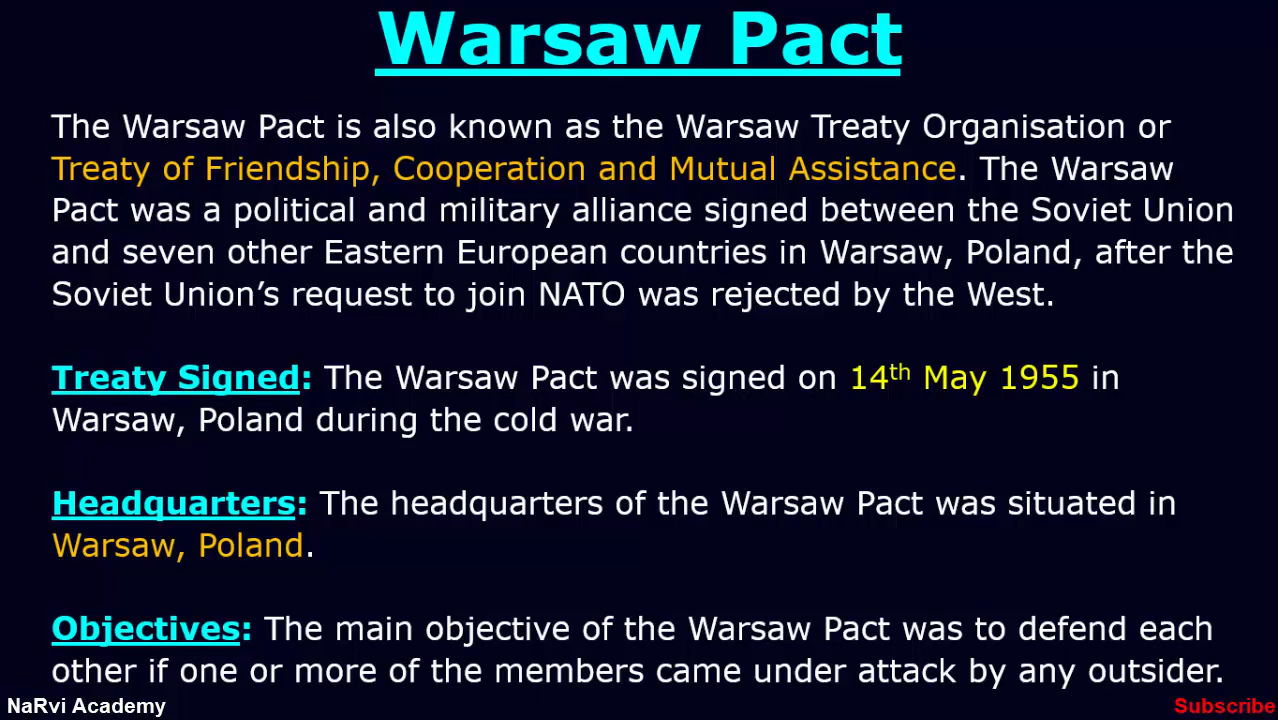 Warsaw Pact
The Warsaw Pact is also known as the Warsaw Treaty Organisation or
Treaty of Friendship, Cooperation and Mutual Assistance. The Warsaw
Pact was a political and military alliance signed between the Soviet Union
and seven other Eastern European countries in Warsaw, Poland, after the
Soviet Union’s request to join NATO was rejected by the West.
Treaty Signed: The Warsaw Pact was signed on 14th May 1955 in
Warsaw, Poland during the cold war.
Headquarters: The headquarters of the Warsaw Pact was situated in
Warsaw, Poland.
Objectives: The main objective of the Warsaw Pact was to defend each
other if one or more of the members came under attack by any outsider.
NaRvi Academy
Subscribe